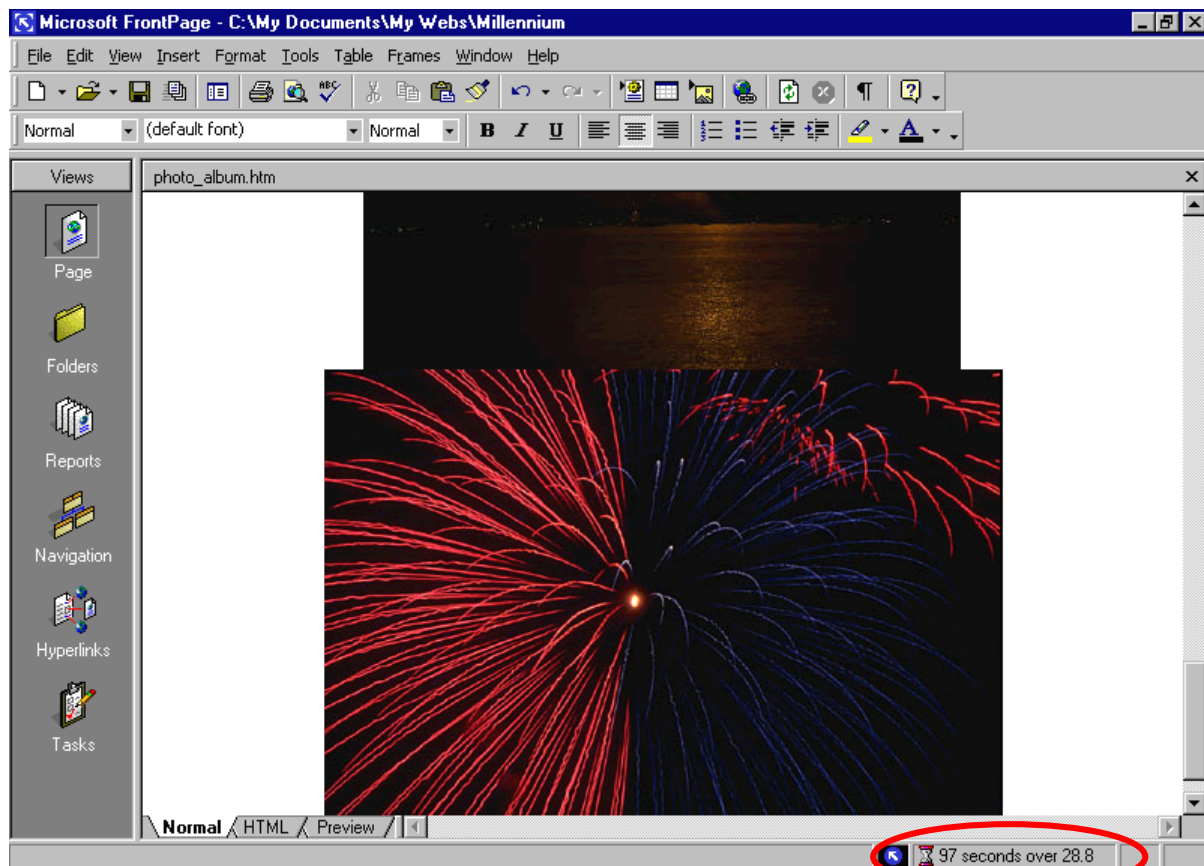 Microsoft FrontPage - C:\My Documents\My Webs\Millennium
File Edit View Insert Format Tools Table Frames Window Help
ABC
Normal (default font) Normal B I U A
Views photo_album.htm
Page
Folders
Reports
Navigation
Hyperlinks
Tasks
Normal HTML Preview
97 seconds over 28.8